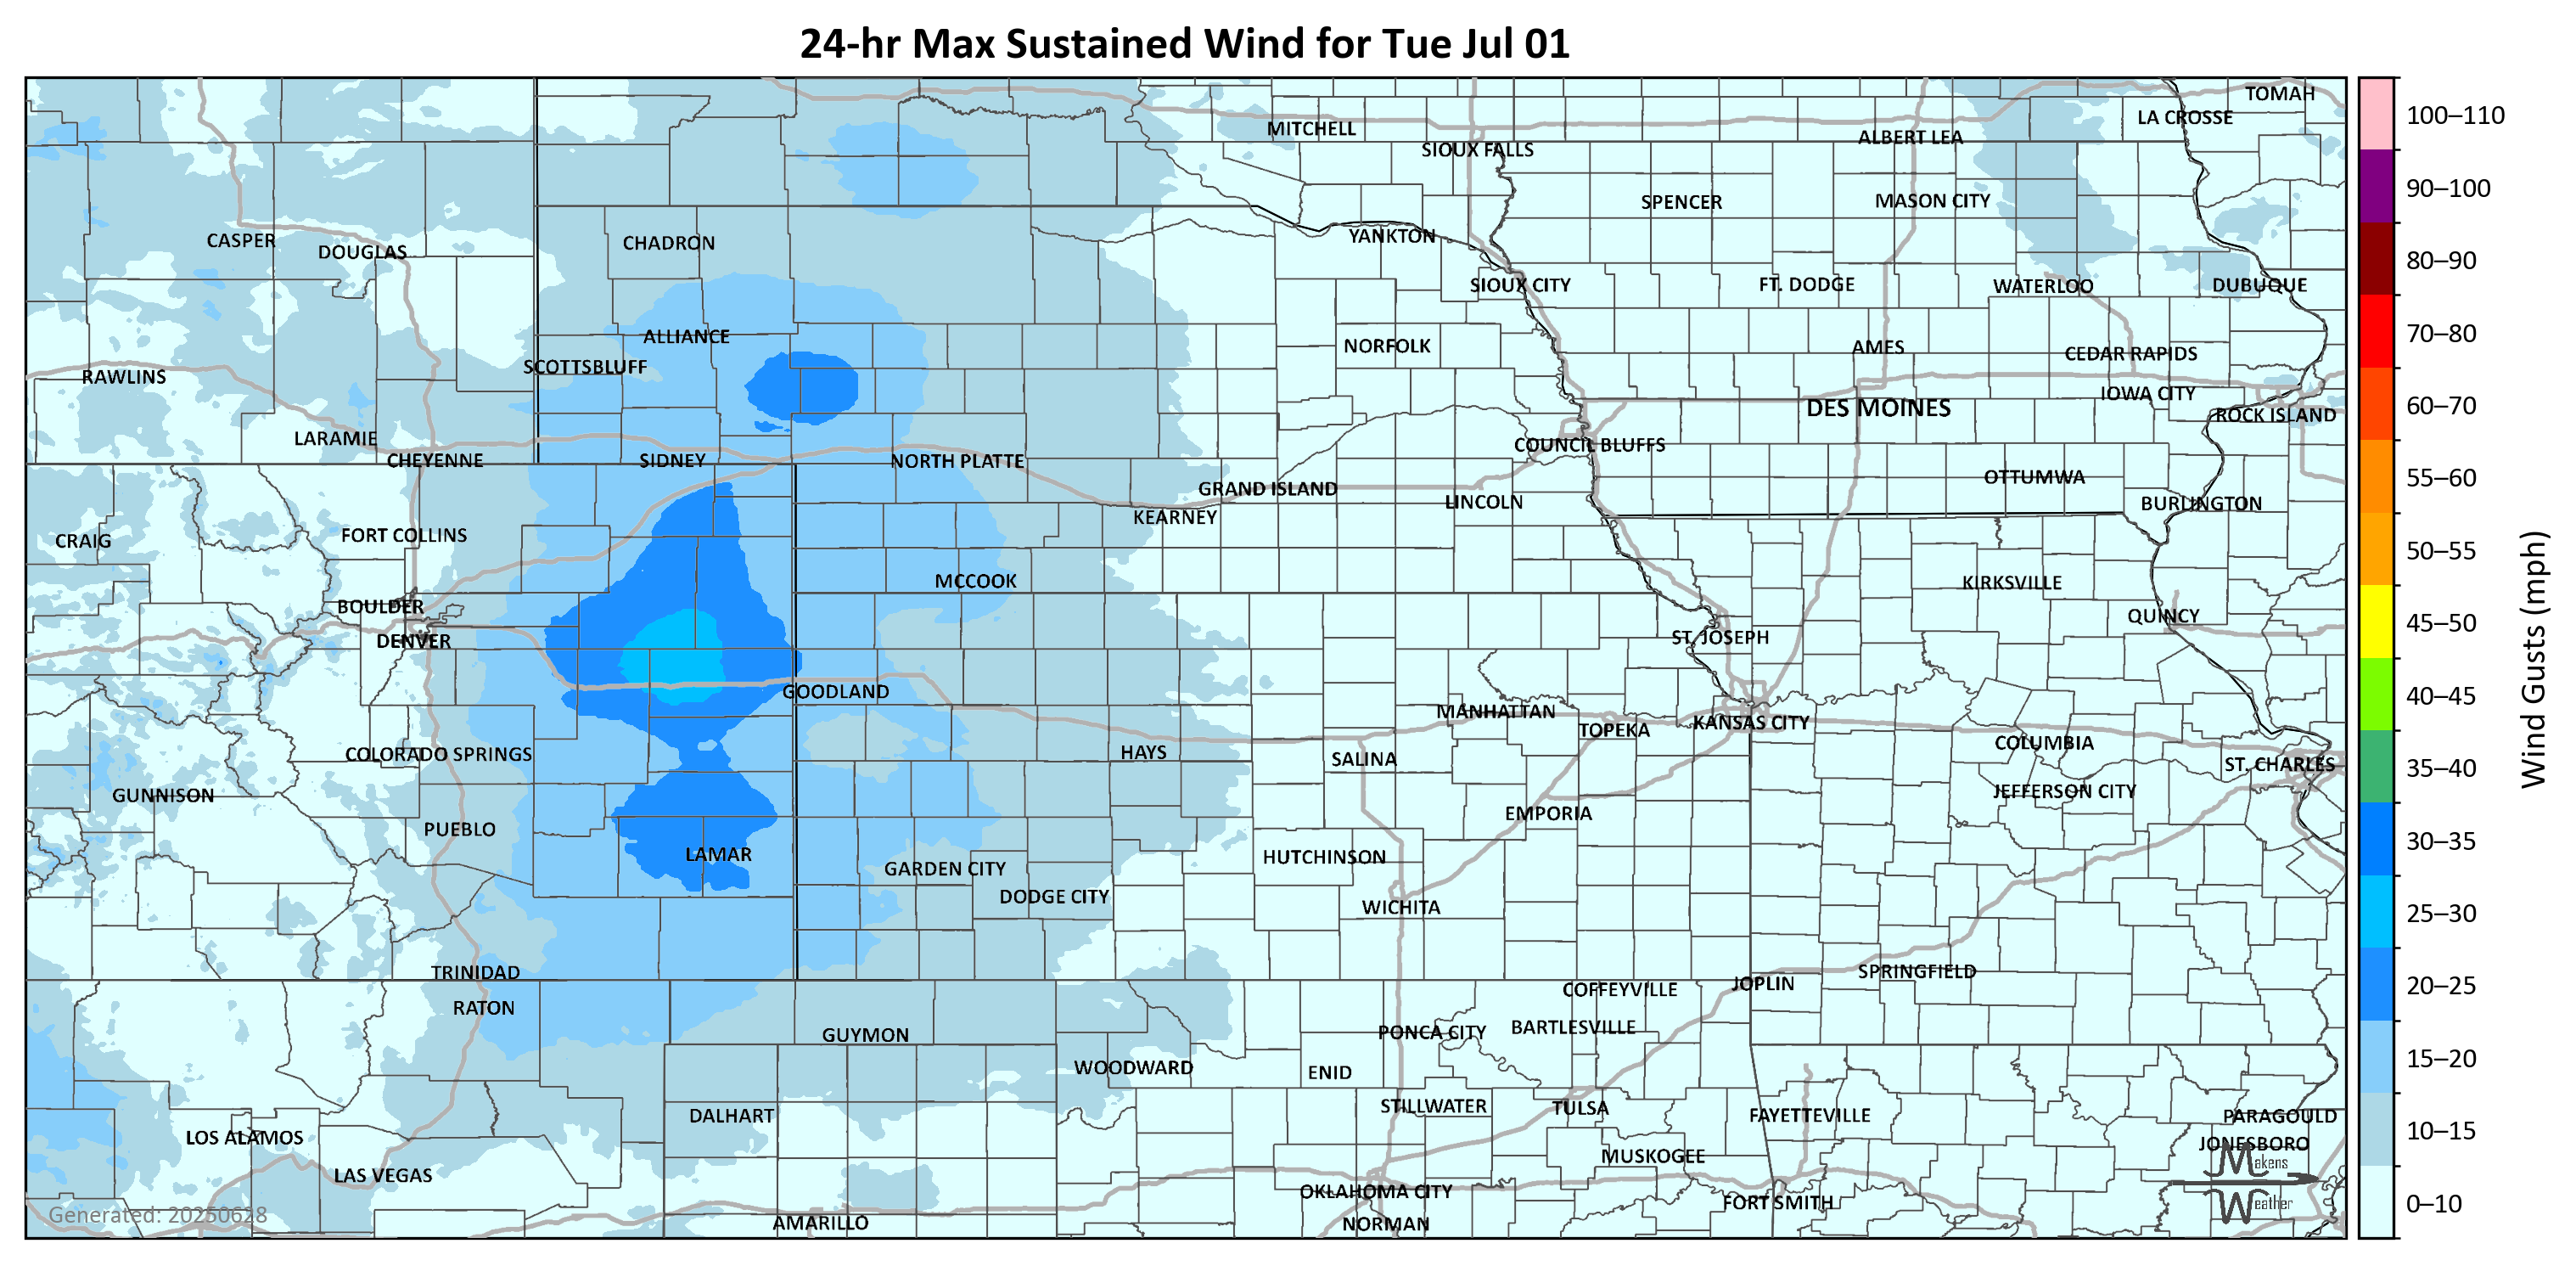 24-hr Max Sustained Wind for Tue Jul 01
TOMAH
LA CROSSE
MITCHELL
ALBERT LEA
SIOUX FALLS
SPENCER
MASON CITY
CASPER
DOUGLAS
CHADRON
YANKTON
SIOUX CITY
FT. DODGE
WATERLOO
DUBUQUE
ALLIANCE
NORFOLK
AMES
CEDAR RAPIDS
SCOTTSBLUFF
RAWLINS
IOWA CITY
DES MOINES
ROCK ISLAND
LARAMIE
COUNCIL BLUFFS
CHEYENNE
SIDNEY
NORTH PLATTE
OTTUMWA
GRAND ISLAND
LINCOLN
BURLINGTON
KEARNEY
CRAIG
FORT COLLINS
MCCOOK
KIRKSVILLE
BOULDER
QUINCY
DENVER
ST. JOSEPH
GOODLAND
MANHATTAN
TOPEKA
KANSAS CITY
COLUMBIA
COLORADO SPRINGS
HAYS
SALINA
ST. CHARLES
GUNNISON
JEFFERSON CITY
EMPORIA
PUEBLO
LAMAR
HUTCHINSON
GARDEN CITY
DODGE CITY
WICHITA
TRINIDAD
SPRINGFIELD
JOPLIN
COFFEYVILLE
RATON
GUYMON
PONCA CITY
BARTLESVILLE
WOODWARD
ENID
DALHART
STILLWATER
TULSA
FAYETTEVILLE
PARAGOULD
LOS ALAMOS
JONESBORO
LAS VEGAS
MUSKOGEE
OKLAHOMA CITY
FORT SMITH
AMARILLO
NORMAN
Generated: 20250628
Makens
Weather
100–110
90–100
80–90
70–80
60–70
55–60
50–55
45–50
40–45
35–40
30–35
25–30
20–25
15–20
10–15
0–10
Wind Gusts (mph)